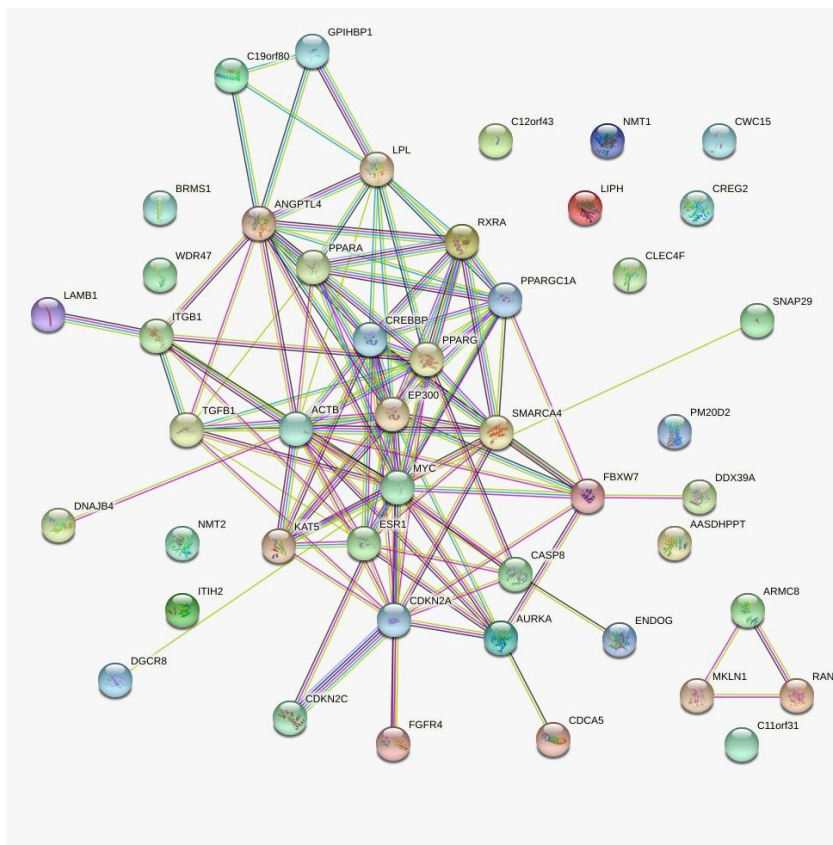 GPIHBP1
C19orf80
C12orf43
NMT1
CWC15
LPL
BRMS1
LIPH
CREG2
ANGPTL4
RXRA
PPARA
WDR47
CLEC4F
PPARGC1A
LAMB1
SNAP29
ITGB1
CREBBP
PPARG
EP300
TGFB1
ACTB
SMARCA4
PM20D2
MYC
FBXW7
DDX39A
DNAJB4
NMT2
KAT5
ESR1
AASDHPPT
CASP8
ITIH2
CDKN2A
AURKA
ENDOG
ARMC8
DGCR8
MKLN1
RAN
CDKN2C
FGFR4
CDCA5
C11orf31